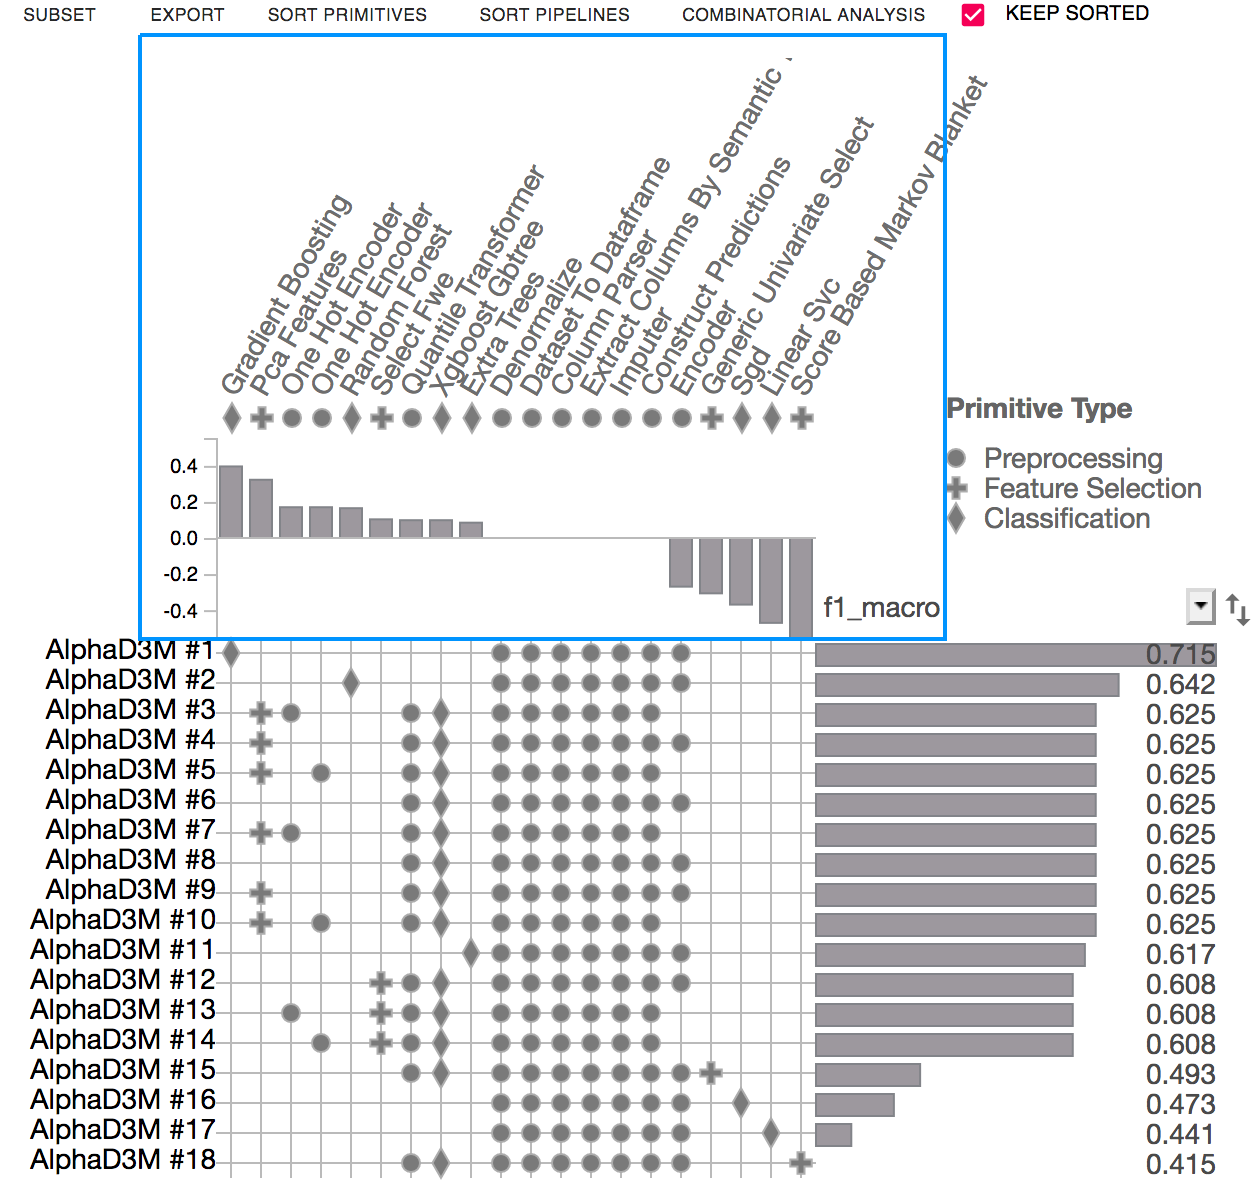 SUBSET EXPORT SORT PRIMITIVES SORT PIPELINES COMBINATORIAL ANALYSIS KEEP SORTED
Gradient Boosting
Pca Features
One Hot Encoder
One Hot Encoder
Random Forest
Select Fwe
Quantile Transformer
Xgboost Gbtree
Extra Trees
Denormalize
Dataset To Dataframe
Column Parser
Extract Columns By Semantic
Imputer
Construct Predictions
Encoder
Generic Univariate Select
Sgd
Linear Svc
Score Based Markov Blanket
Primitive Type
Preprocessing
Feature Selection
Classification
0.4
0.2
0.0
-0.2
-0.4
f1_macro
AlphaD3M #1 0.715
AlphaD3M #2 0.642
AlphaD3M #3 0.625
AlphaD3M #4 0.625
AlphaD3M #5 0.625
AlphaD3M #6 0.625
AlphaD3M #7 0.625
AlphaD3M #8 0.625
AlphaD3M #9 0.625
AlphaD3M #10 0.625
AlphaD3M #11 0.617
AlphaD3M #12 0.608
AlphaD3M #13 0.608
AlphaD3M #14 0.608
AlphaD3M #15 0.493
AlphaD3M #16 0.473
AlphaD3M #17 0.441
AlphaD3M #18 0.415